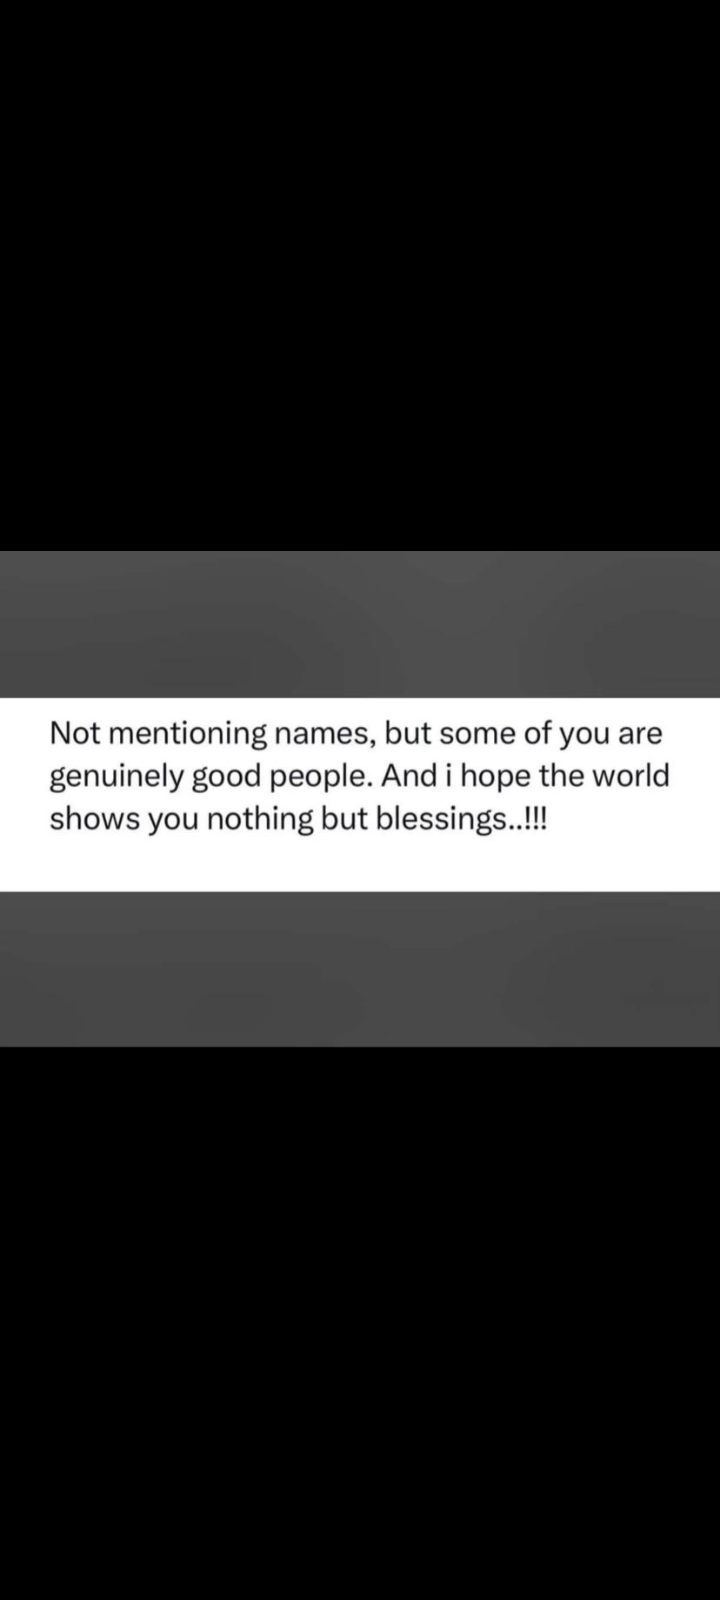 Not mentioning names, but some of you are
genuinely good people. And i hope the world
shows you nothing but blessings..!!!